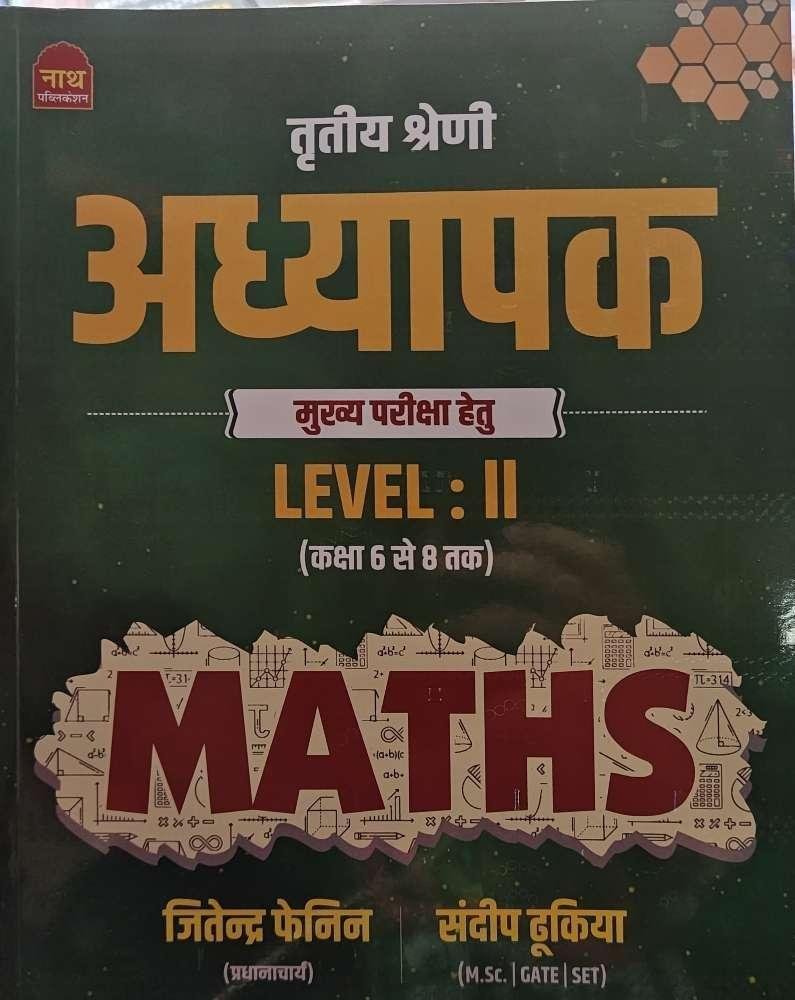 नाथ
पब्लिकेशन
तृतीय श्रेणी
अध्यापक
मुख्य परीक्षा हेतु
LEVEL : II
(कक्षा 6 से 8 तक)
MATHS
जितेन्द्र फेनिन
(प्रधानाचार्य)
संदीप ढूकिया
(M.Sc. | GATE | SET)